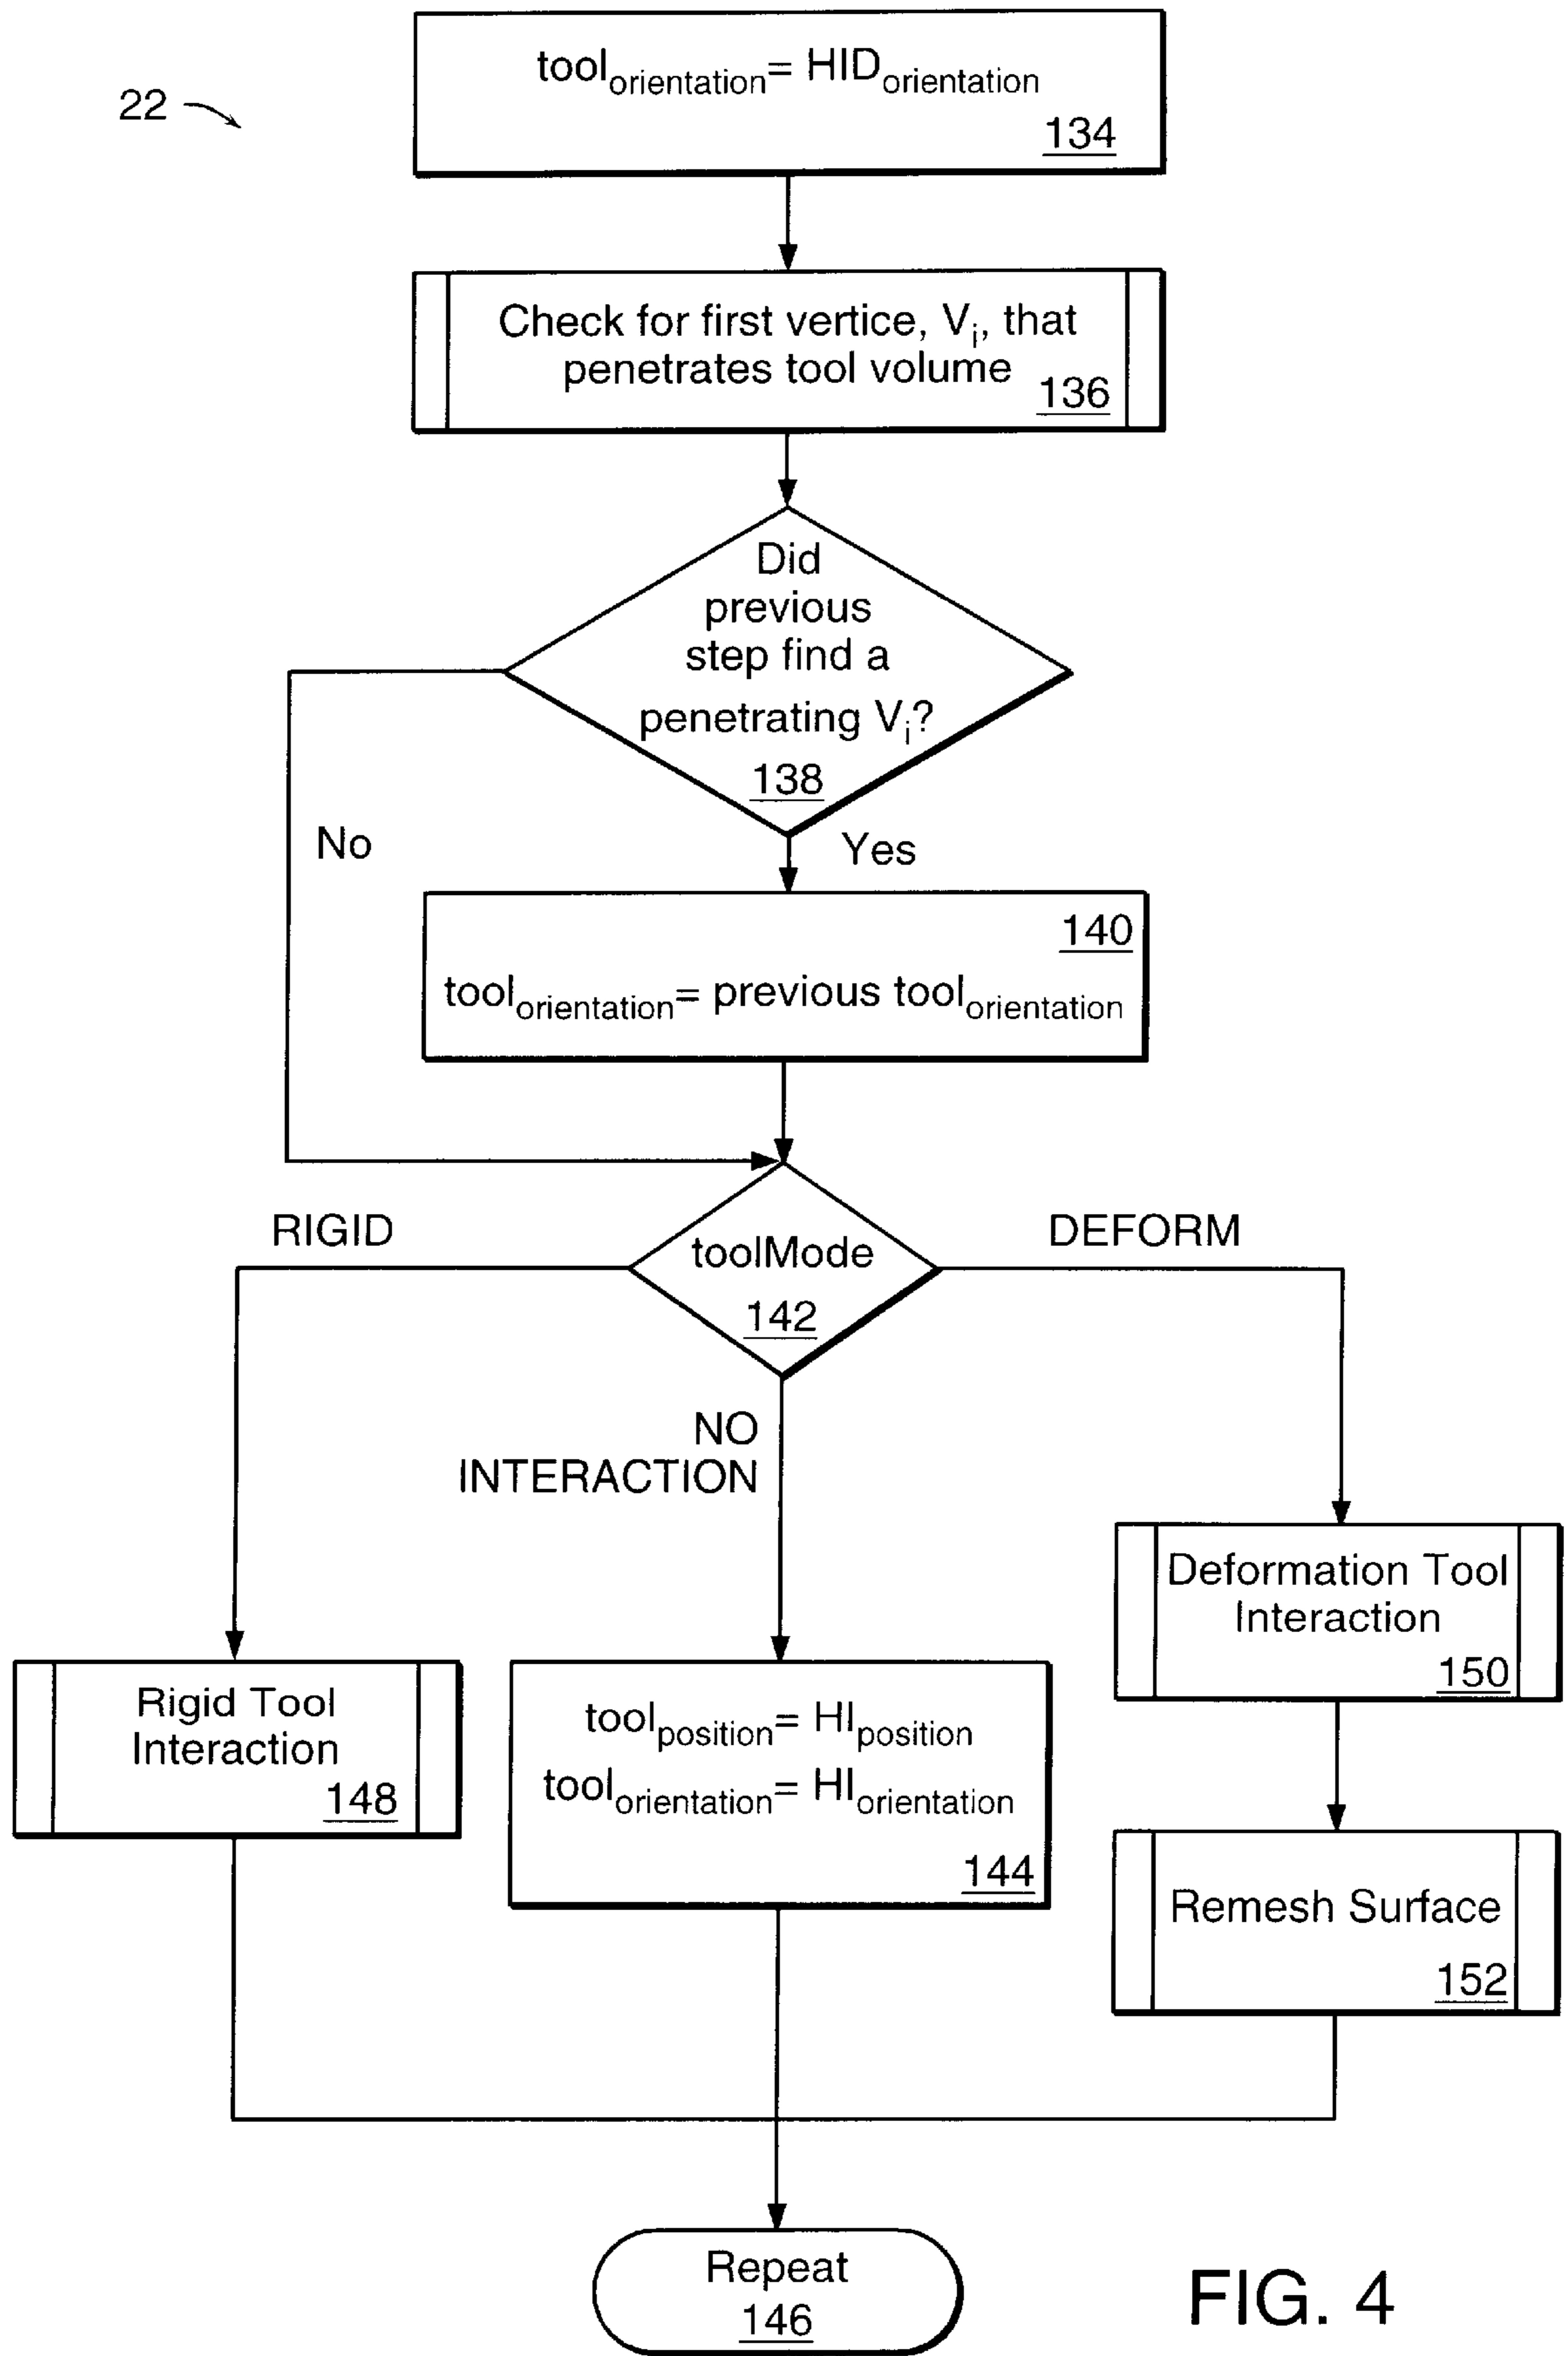 22
tool_orientation = HID_orientation
134
Check for first vertice, V_i, that
penetrates tool volume
136
Did
previous
step find a
penetrating V_i?
138
No
Yes
140
tool_orientation = previous tool_orientation
RIGID
toolMode
142
DEFORM
NO
INTERACTION
Rigid Tool
Interaction
148
tool_position = HI_position
tool_orientation = HI_orientation
144
Deformation Tool
Interaction
150
Remesh Surface
152
Repeat
146
FIG. 4